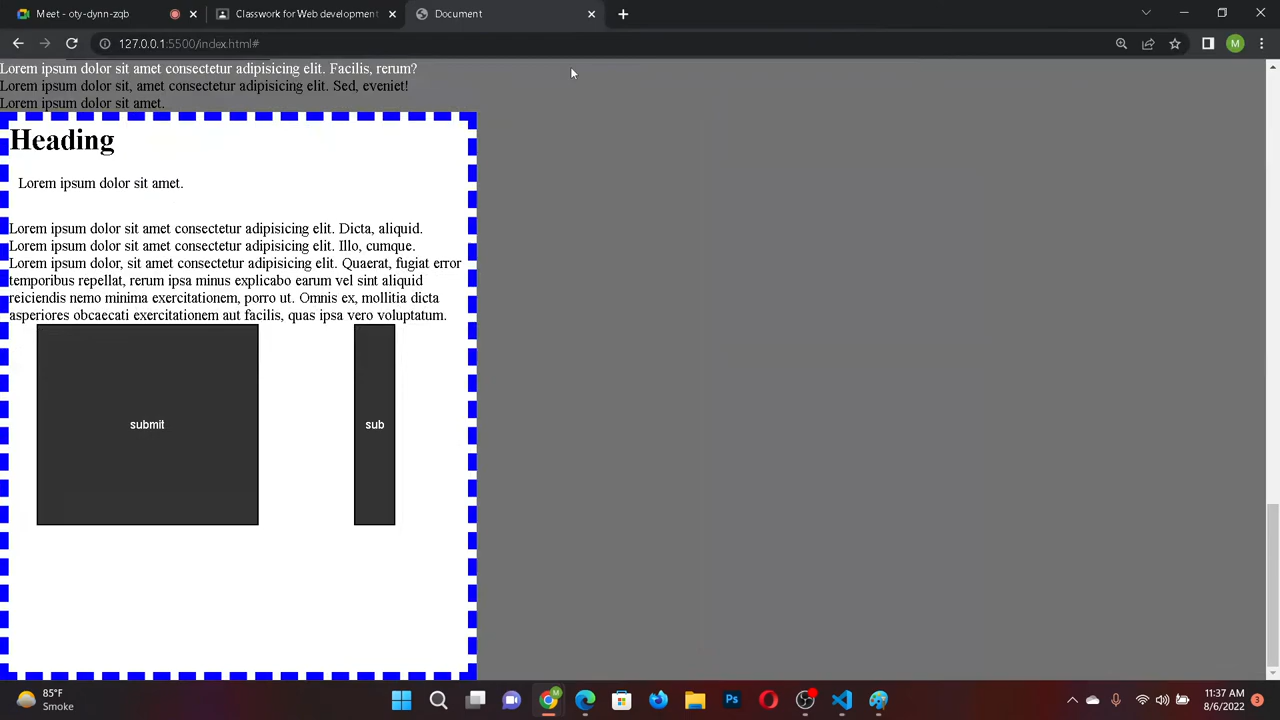 Meet - oty-dynn-zqb
Classwork for Web development
Document
127.0.0.1:5500/index.html#
M
Lorem ipsum dolor sit amet consectetur adipisicing elit. Facilis, rerum?
Lorem ipsum dolor sit, amet consectetur adipisicing elit. Sed, eveniet!
Lorem ipsum dolor sit amet.
Heading
Lorem ipsum dolor sit amet.
Lorem ipsum dolor sit amet consectetur adipisicing elit. Dicta, aliquid.
Lorem ipsum dolor sit amet consectetur adipisicing elit. Illo, cumque.
Lorem ipsum dolor, sit amet consectetur adipisicing elit. Quaerat, fugiat error
temporibus repellat, rerum ipsa minus explicabo earum vel sint aliquid
reiciendis nemo minima exercitationem, porro ut. Omnis ex, mollitia dicta
asperiores obcaecati exercitationem aut facilis, quas ipsa vero voluptatum.
submit
sub
85°F
Smoke
M
Ps
11:37 AM
8/6/2022
3